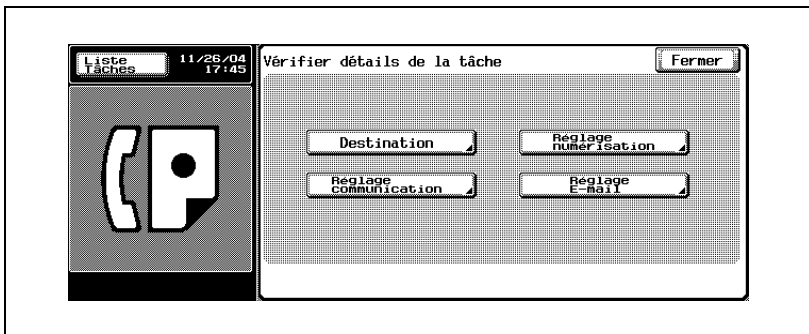 Liste
Tâches
11/26/04
17:45
Vérifier détails de la tâche
Fermer
Destination
Réglage
numérisation
Réglage
communication
Réglage
E-mail